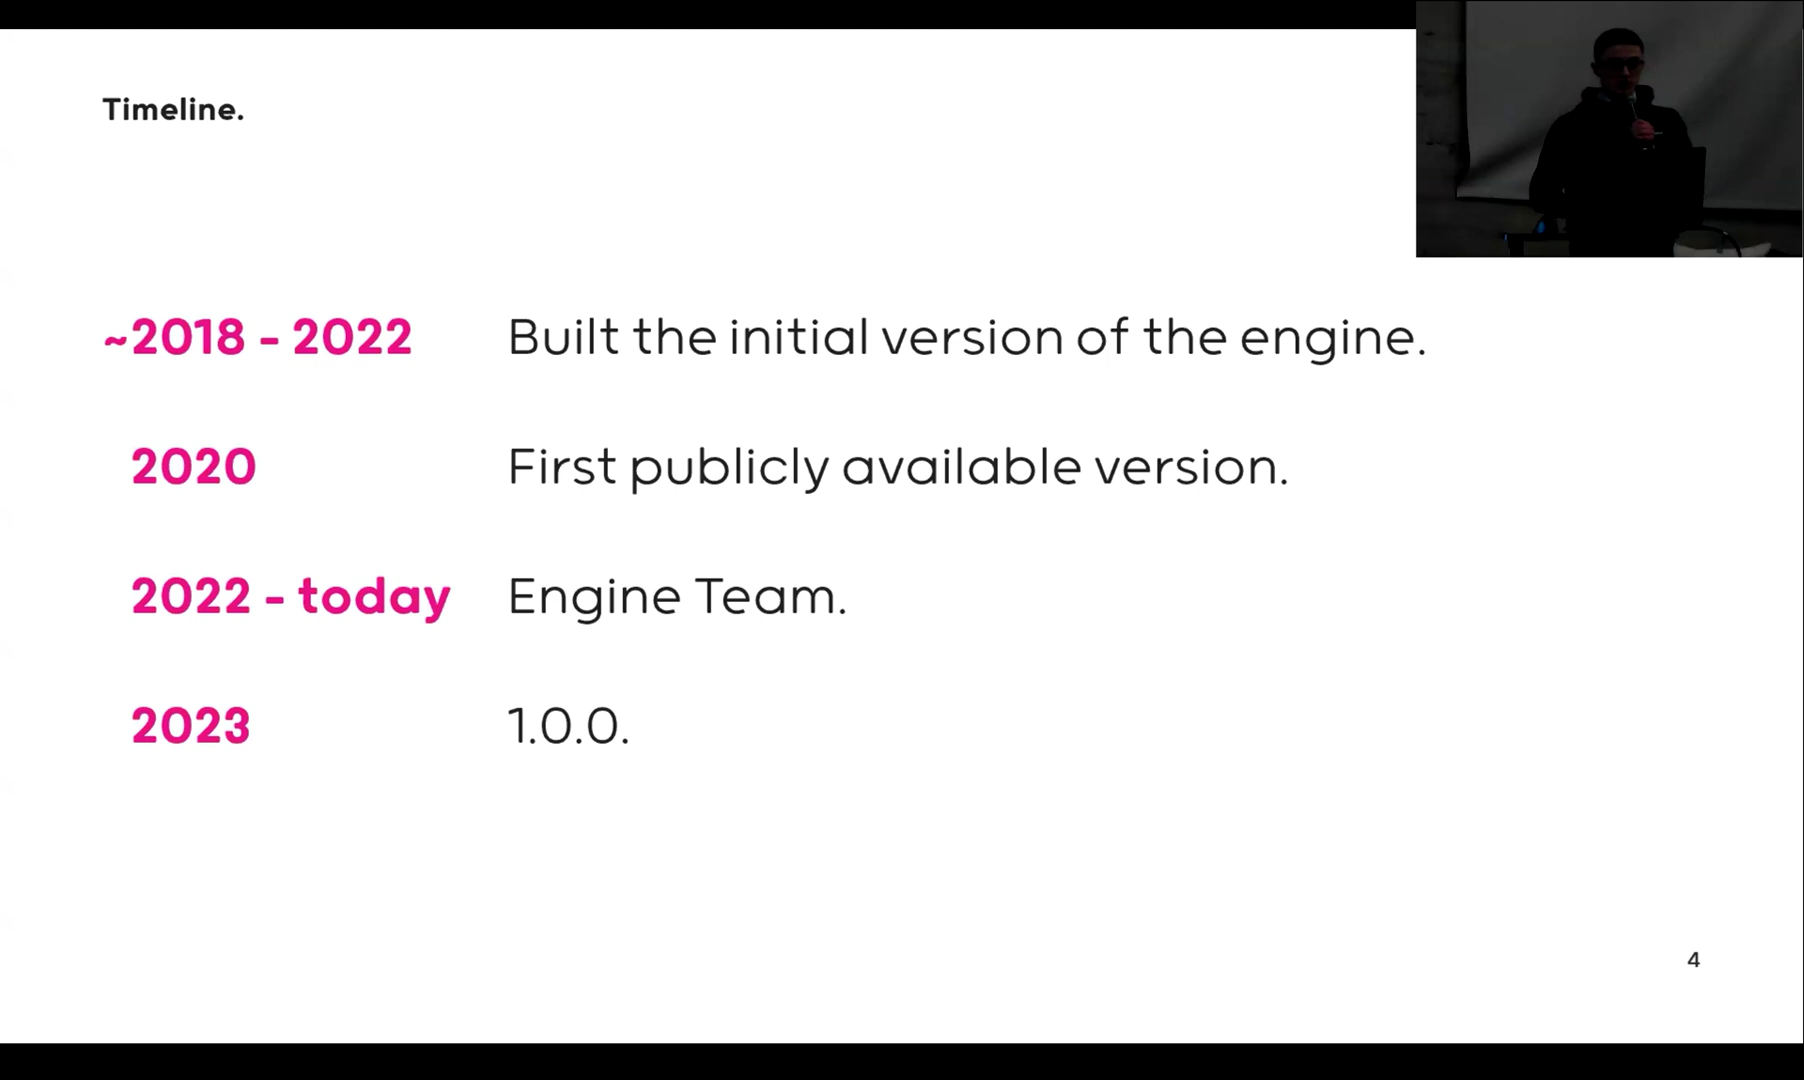 Timeline.
~2018 - 2022 Built the initial version of the engine.
2020 First publicly available version.
2022 - today Engine Team.
2023 1.0.0.
4